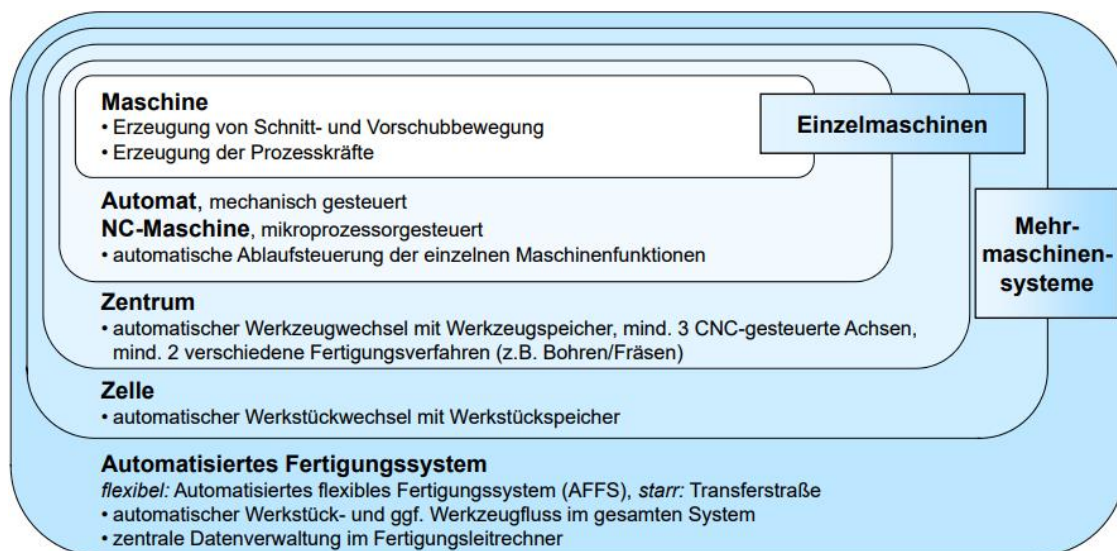 Maschine
• Erzeugung von Schnitt- und Vorschubbewegung
• Erzeugung der Prozesskräfte
Einzelmaschinen
Automat, mechanisch gesteuert
NC-Maschine, mikroprozessorgesteuert
• automatische Ablaufsteuerung der einzelnen Maschinenfunktionen
Mehr-
maschinen-
systeme
Zentrum
• automatischer Werkzeugwechsel mit Werkzeugspeicher, mind. 3 CNC-gesteuerte Achsen,
mind. 2 verschiedene Fertigungsverfahren (z.B. Bohren/Fräsen)
Zelle
• automatischer Werkstückwechsel mit Werkstückspeicher
Automatisiertes Fertigungssystem
flexibel: Automatisiertes flexibles Fertigungssystem (AFFS), starr: Transferstraße
• automatischer Werkstück- und ggf. Werkzeugfluss im gesamten System
• zentrale Datenverwaltung im Fertigungsleitrechner